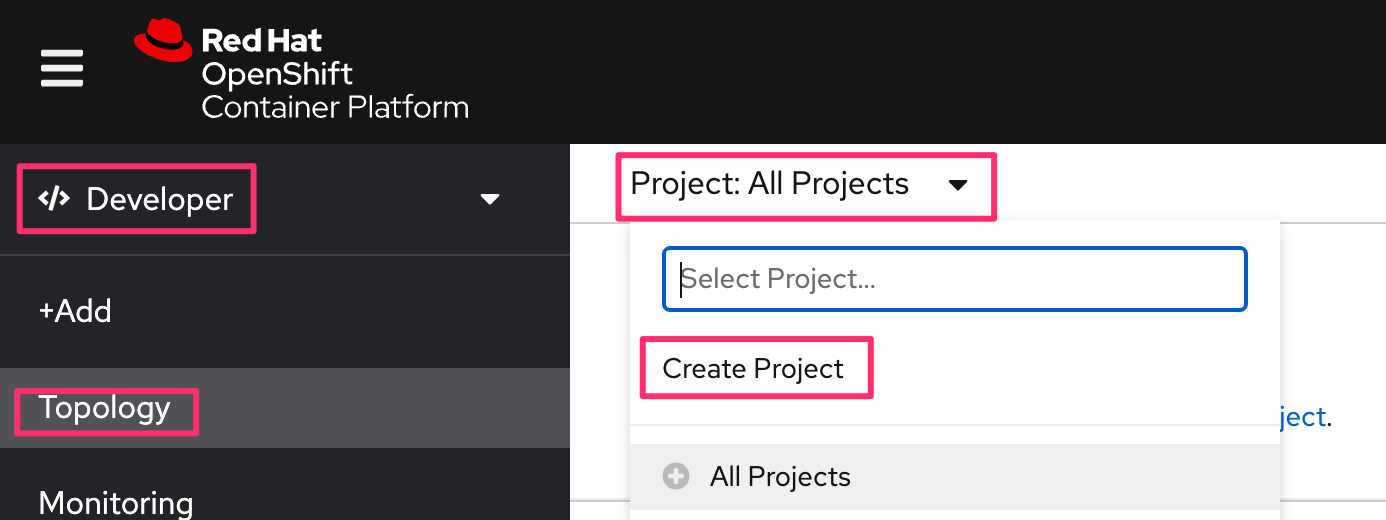 Red Hat
OpenShift
Container Platform
</> Developer
+Add
Topology
Monitoring
Project: All Projects
Select Project...
Create Project
ject.
All Projects